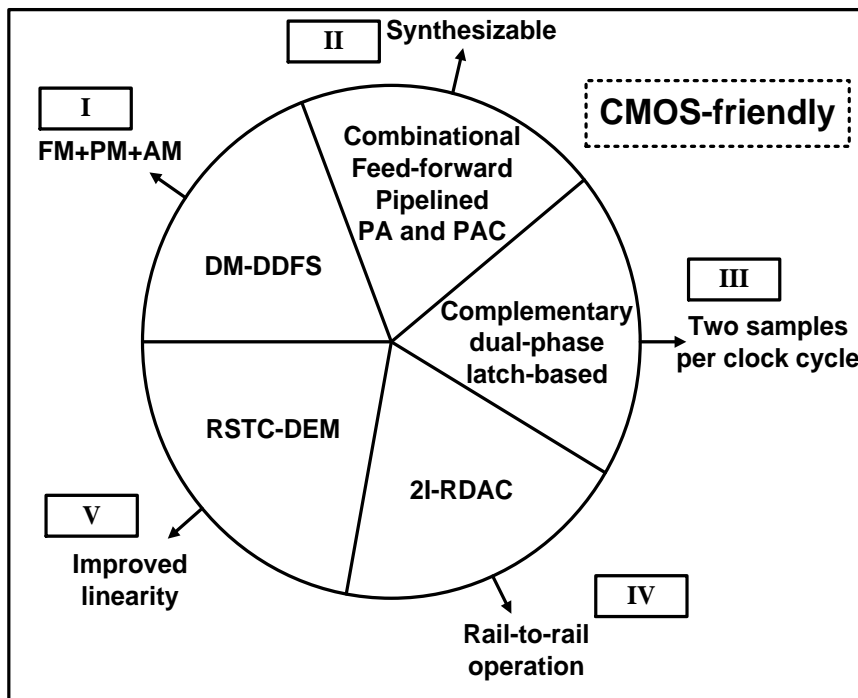 II
Synthesizable
I
FM+PM+AM
CMOS-friendly
Combinational
Feed-forward
Pipelined
PA and PAC
DM-DDFS
III
Two samples
per clock cycle
Complementary
dual-phase
latch-based
RSTC-DEM
2I-RDAC
V
Improved
linearity
IV
Rail-to-rail
operation